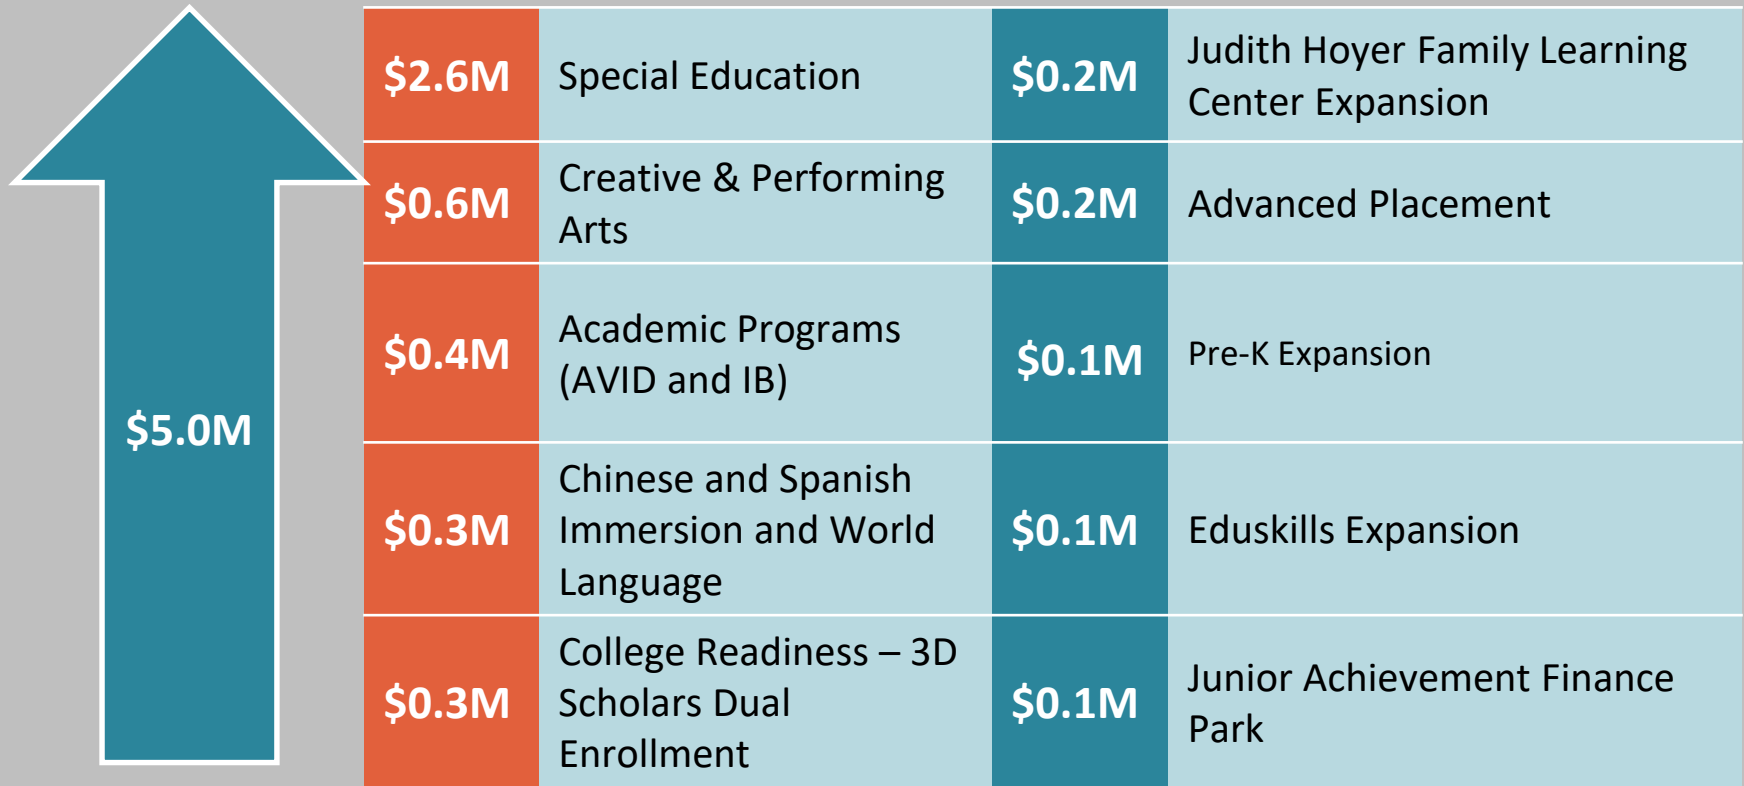 $5.0M
$2.6M
Special Education
$0.2M
Judith Hoyer Family Learning
Center Expansion
$0.6M
Creative & Performing
Arts
$0.2M
Advanced Placement
$0.4M
Academic Programs
(AVID and IB)
$0.1M
Pre-K Expansion
$0.3M
Chinese and Spanish
Immersion and World
Language
$0.1M
Eduskills Expansion
$0.3M
College Readiness – 3D
Scholars Dual
Enrollment
$0.1M
Junior Achievement Finance
Park